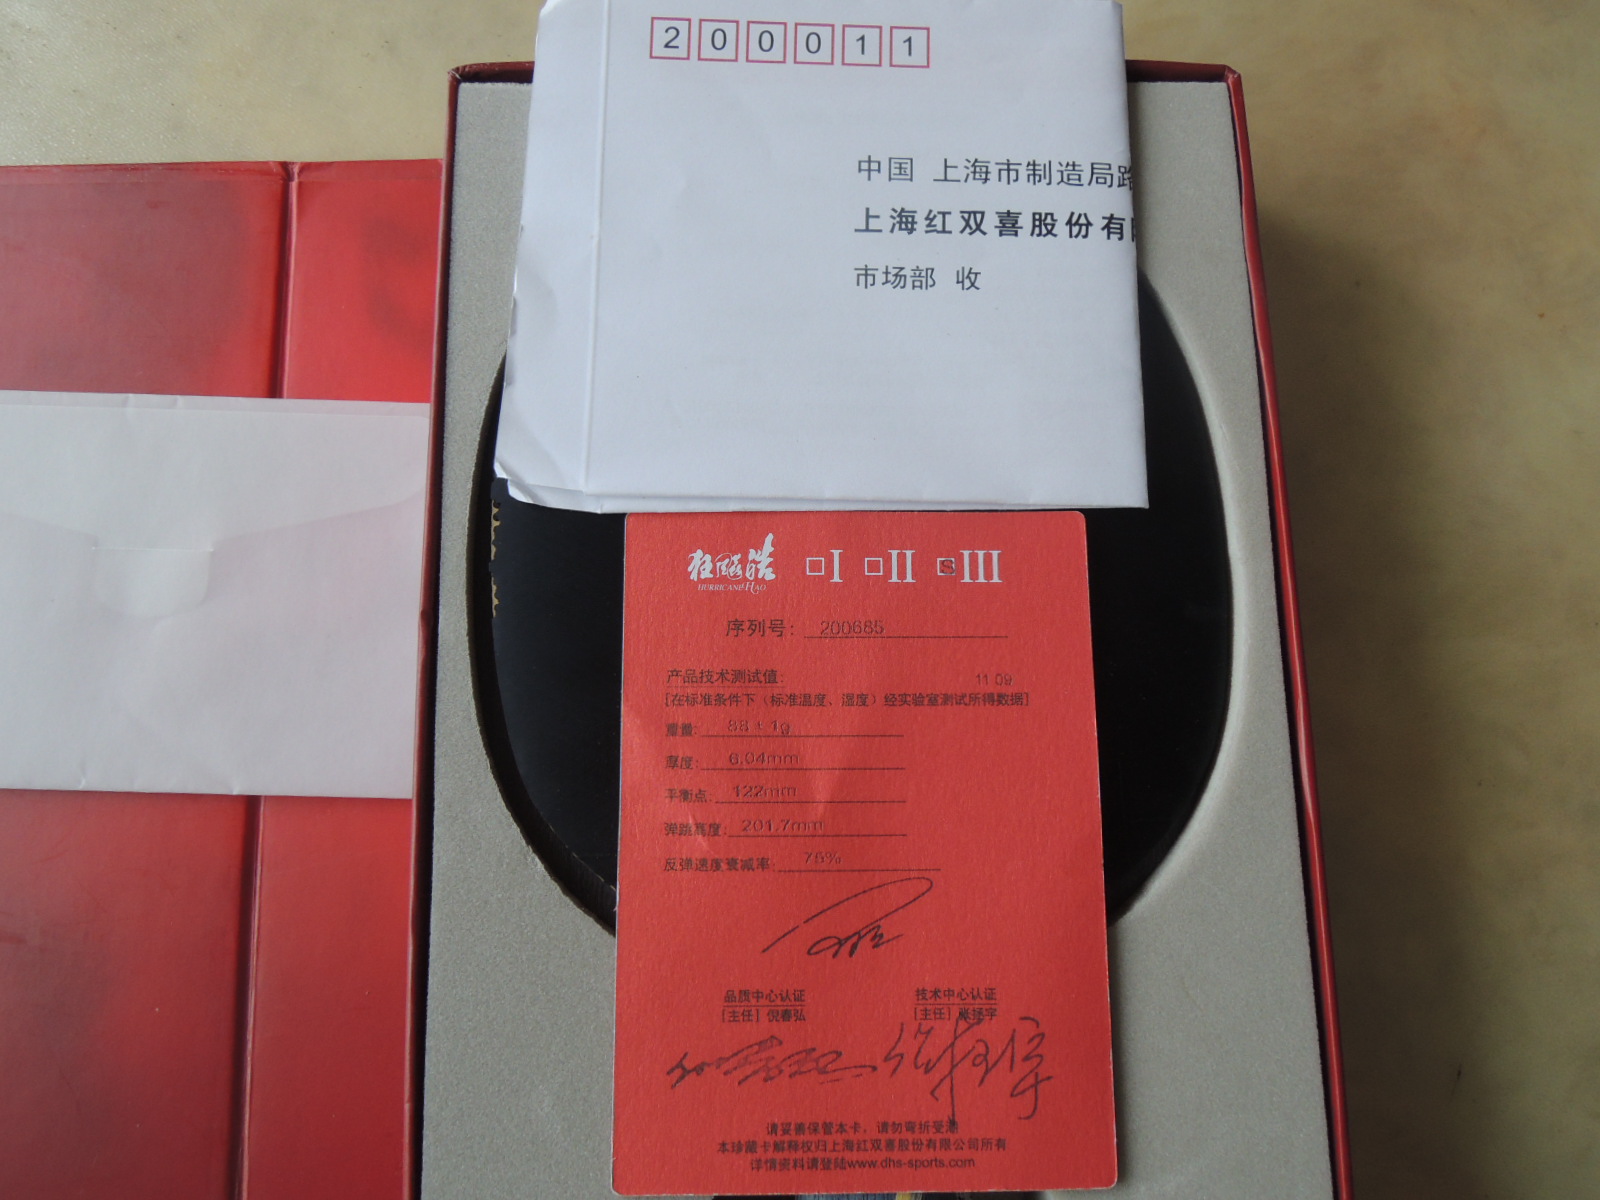 200011
中国 上海市制造局路
上海红双喜股份有限
市场部 收
狂飚皓 □I □II SIII
HURRICANE HAO
序列号: 200685
产品技术测试值: 11 09
[在标准条件下(标准温度、湿度)经实验室测试所得数据]
重量: 88±1g
厚度: 6.04mm
平衡点: 122mm
弹跳高度: 201.7mm
反弹速度衰减率: 75%
品质中心认证 技术中心认证
[主任] 倪春弘 [主任] 张扬宇
请妥善保管本卡,请勿弯折受潮
本珍藏卡解释权归上海红双喜股份有限公司所有
详情资料请登陆www.dhs-sports.com